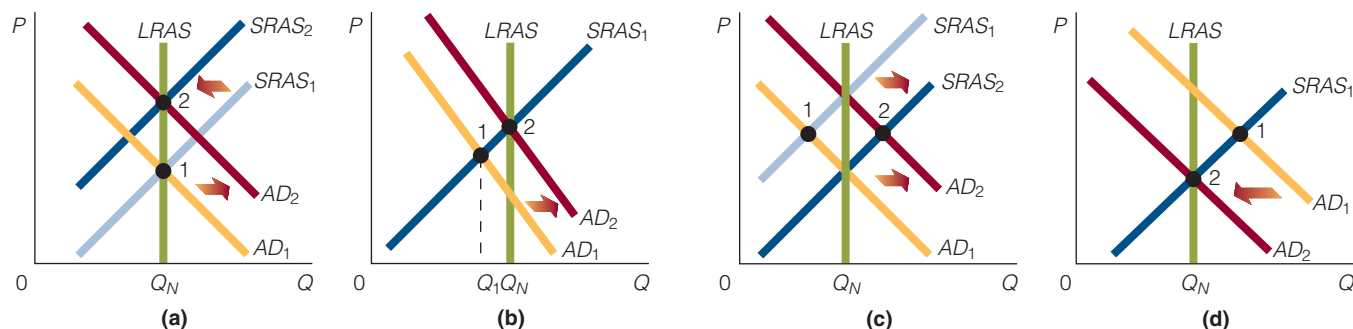 P
LRAS
SRAS2
SRAS1
2
1
AD2
AD1
0
QN
Q
(a)
P
LRAS
SRAS1
1
2
AD2
AD1
0
Q1QN
Q
(b)
P
LRAS
SRAS1
SRAS2
1
2
AD2
AD1
0
QN
Q
(c)
P
LRAS
SRAS1
1
2
AD1
AD2
0
QN
Q
(d)